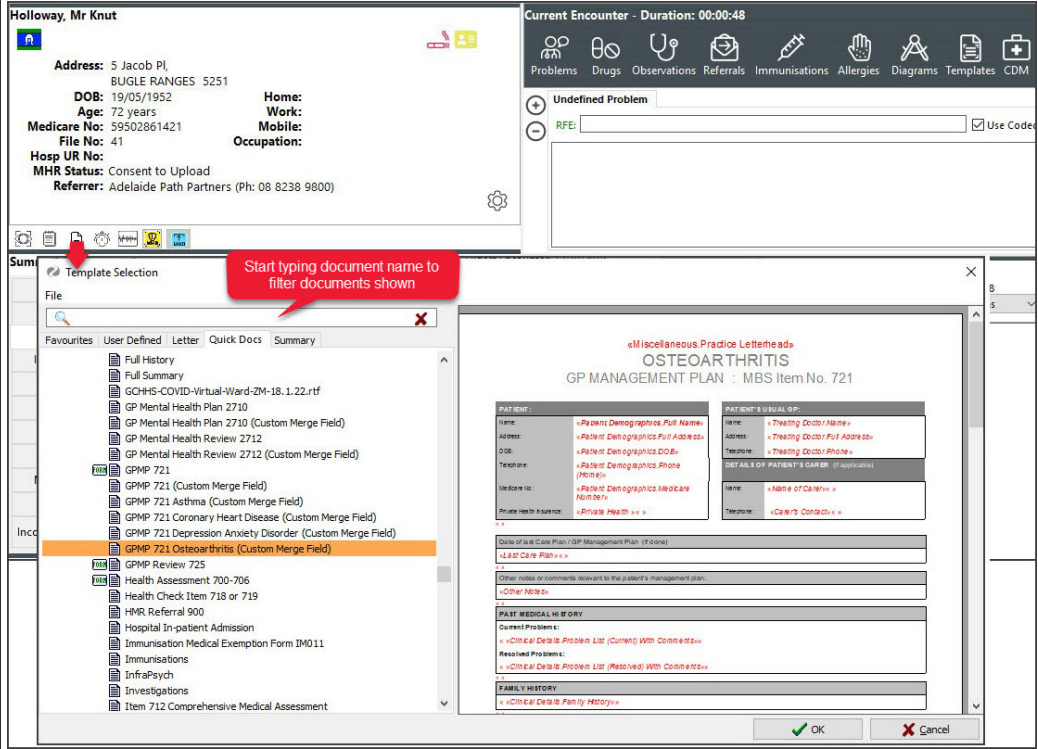 Holloway, Mr Knut
Address: 5 Jacob Pl,
BUGLE RANGES 5251
DOB: 19/05/1952 Home:
Age: 72 years Work:
Medicare No: 59502861421 Mobile:
File No: 41 Occupation:
Hosp UR No:
MHR Status: Consent to Upload
Referrer: Adelaide Path Partners (Ph: 08 8238 9800)
Current Encounter - Duration: 00:00:48
Problems Drugs Observations Referrals Immunisations Allergies Diagrams Templates CDM
Undefined Problem
RFE: Use Coded
Summ
Template Selection
Start typing document name to
filter documents shown
File
Favourites User Defined Letter Quick Docs Summary
Full History
Full Summary
GCHHS-COVID-Virtual-Ward-ZM-18.1.22.rtf
GP Mental Health Plan 2710
GP Mental Health Plan 2710 (Custom Merge Field)
GP Mental Health Review 2712
GP Mental Health Review 2712 (Custom Merge Field)
FORM GPMP 721
GPMP 721 (Custom Merge Field)
GPMP 721 Asthma (Custom Merge Field)
GPMP 721 Coronary Heart Disease (Custom Merge Field)
GPMP 721 Depression Anxiety Disorder (Custom Merge Field)
Inco
GPMP 721 Osteoarthritis (Custom Merge Field)
FORM GPMP Review 725
FORM Health Assessment 700-706
Health Check Item 718 or 719
HMR Referral 900
Hospital In-patient Admission
Immunisation Medical Exemption Form IM011
Immunisations
InfraPsych
Investigations
Item 712 Comprehensive Medical Assessment
«Miscellaneous.Practice Letterhead»
OSTEOARTHRITIS
GP MANAGEMENT PLAN : MBS Item No. 721
PATIENT:
Name: «Patient Demographics.Full Name»
Address: «Patient Demographics.Full Address»
DOB: «Patient Demographics.DOB»
Telephone: «Patient Demographics.Phone
(Home)»
Medicare No: «Patient Demographics.Medicare
Number»
Private Health Insurance: «Private Health »« »
PATIENT'S USUAL GP:
Name: «Treating Doctor.Name»
Address: «Treating Doctor.Full Address»
Telephone: «Treating Doctor.Phone»
DETAILS OF PATIENT'S CARER (if applicable)
Name: «Name of Carer»« »
Telephone: «Carer's Contact»« »
Date of last Care Plan / GP Management Plan (if done)
«Last Care Plan»« »
Other notes or comments relevant to the patient's management plan:
«Other Notes»
PAST MEDICAL HISTORY
Current Problems:
« «Clinical Details.Problem List (Current) With Comments»»
Resolved Problems:
« «Clinical Details.Problem List (Resolved) With Comments»»
FAMILY HISTORY
« «Clinical Details.Family History»»
OK Cancel